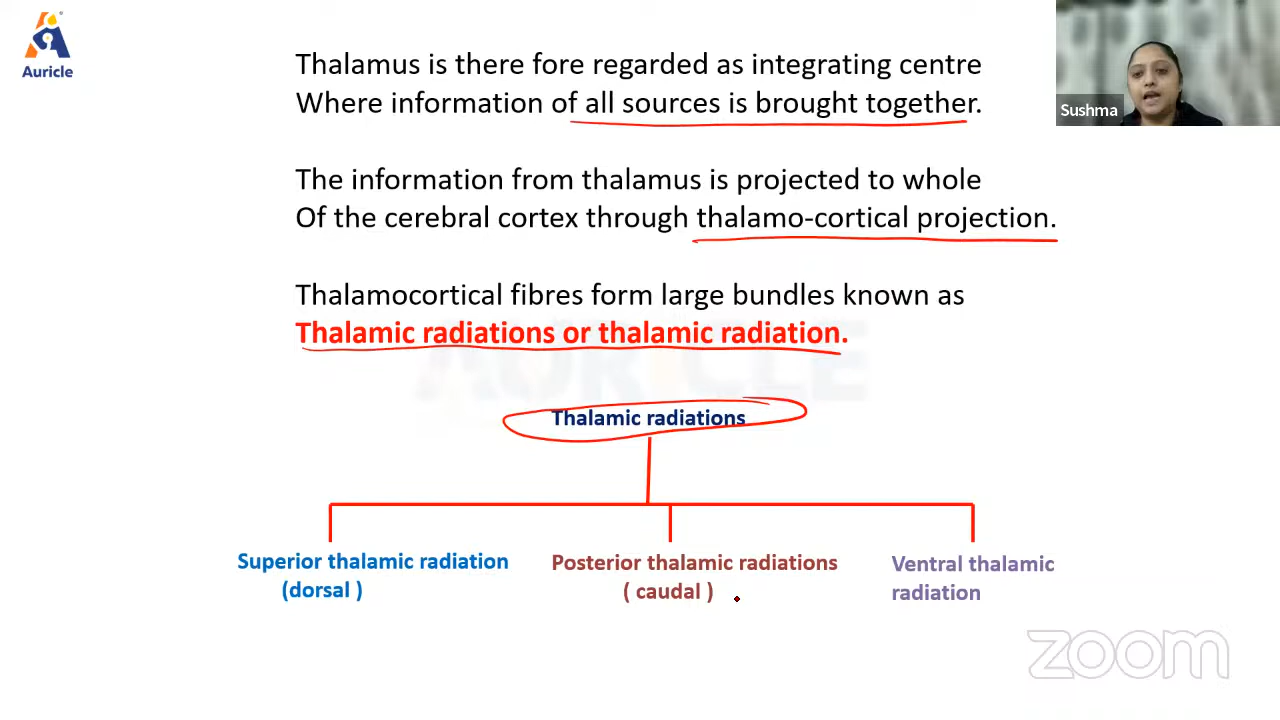 Auricle
Thalamus is there fore regarded as integrating centre
Where information of all sources is brought together.
Sushma
The information from thalamus is projected to whole
Of the cerebral cortex through thalamo-cortical projection.
Thalamocortical fibres form large bundles known as
Thalamic radiations or thalamic radiation.
AURICLE
Thalamic radiations
Superior thalamic radiation
(dorsal )
Posterior thalamic radiations
( caudal )
Ventral thalamic
radiation
zoom